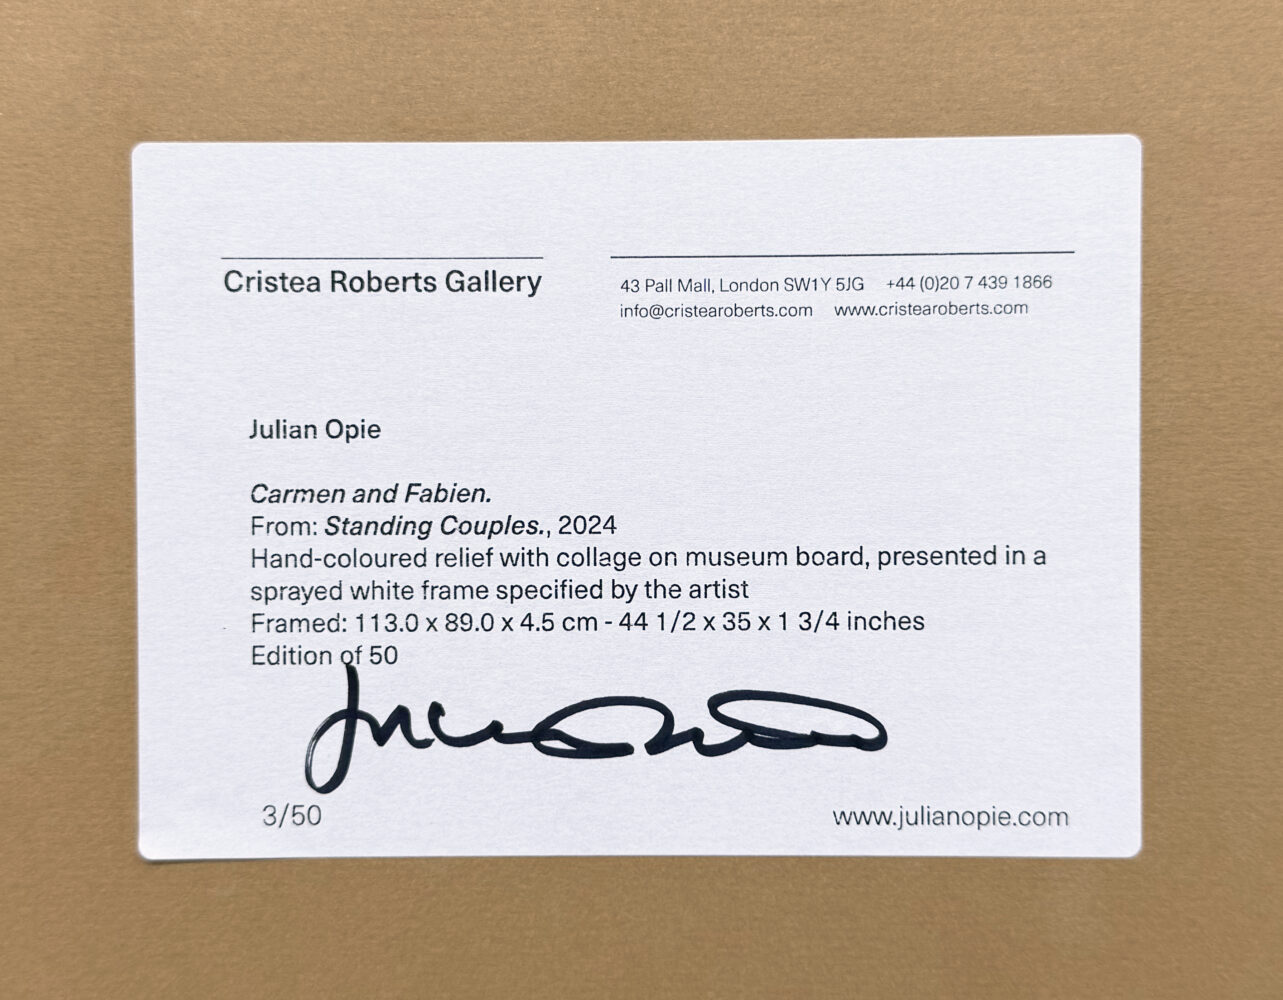 Cristea Roberts Gallery
43 Pall Mall, London SW1Y 5JG +44 (0)20 7 439 1866
info@cristearoberts.com www.cristearoberts.com
Julian Opie
Carmen and Fabien.
From: Standing Couples., 2024
Hand-coloured relief with collage on museum board, presented in a
sprayed white frame specified by the artist
Framed: 113.0 x 89.0 x 4.5 cm - 44 1/2 x 35 x 1 3/4 inches
Edition of 50
3/50
www.julianopie.com